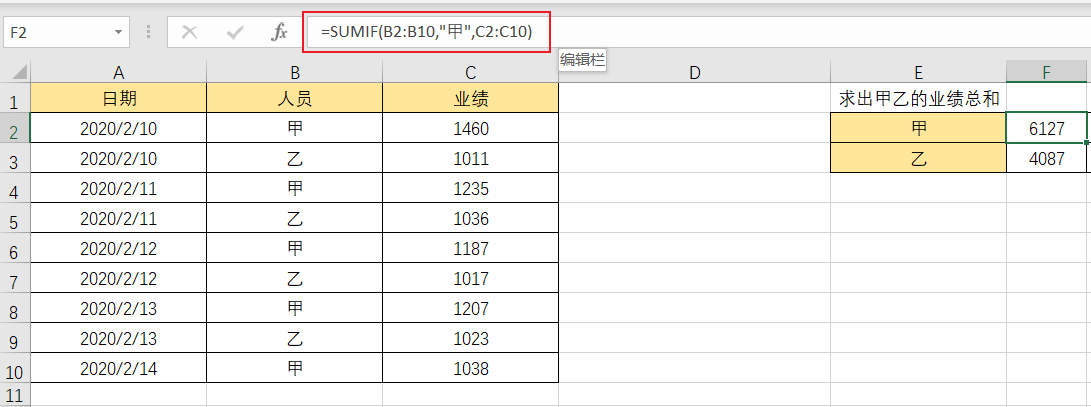 F2 fx =SUMIF(B2:B10,"甲",C2:C10)
编辑栏
A B C D E F
1 日期 人员 业绩 求出甲乙的业绩总和
2 2020/2/10 甲 1460 甲 6127
3 2020/2/10 乙 1011 乙 4087
4 2020/2/11 甲 1235
5 2020/2/11 乙 1036
6 2020/2/12 甲 1187
7 2020/2/12 乙 1017
8 2020/2/13 甲 1207
9 2020/2/13 乙 1023
10 2020/2/14 甲 1038
11